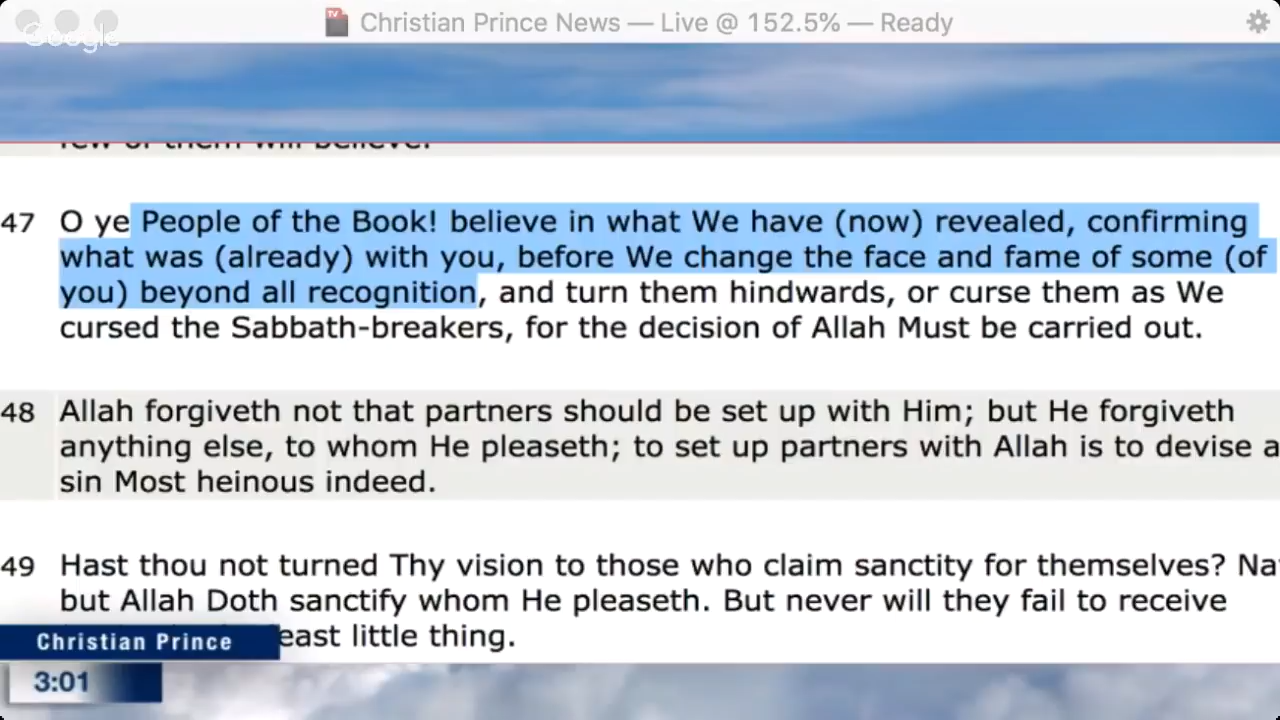 Christian Prince News — Live @ 152.5% — Ready
Google
few of them will believe.
47 O ye People of the Book! believe in what We have (now) revealed, confirming
what was (already) with you, before We change the face and fame of some (of
you) beyond all recognition, and turn them hindwards, or curse them as We
cursed the Sabbath-breakers, for the decision of Allah Must be carried out.
48 Allah forgiveth not that partners should be set up with Him; but He forgiveth
anything else, to whom He pleaseth; to set up partners with Allah is to devise a
sin Most heinous indeed.
49 Hast thou not turned Thy vision to those who claim sanctity for themselves?
but Allah Doth sanctify whom He pleaseth. But never will they fail to receive
little thing.
Christian Prince
3:01